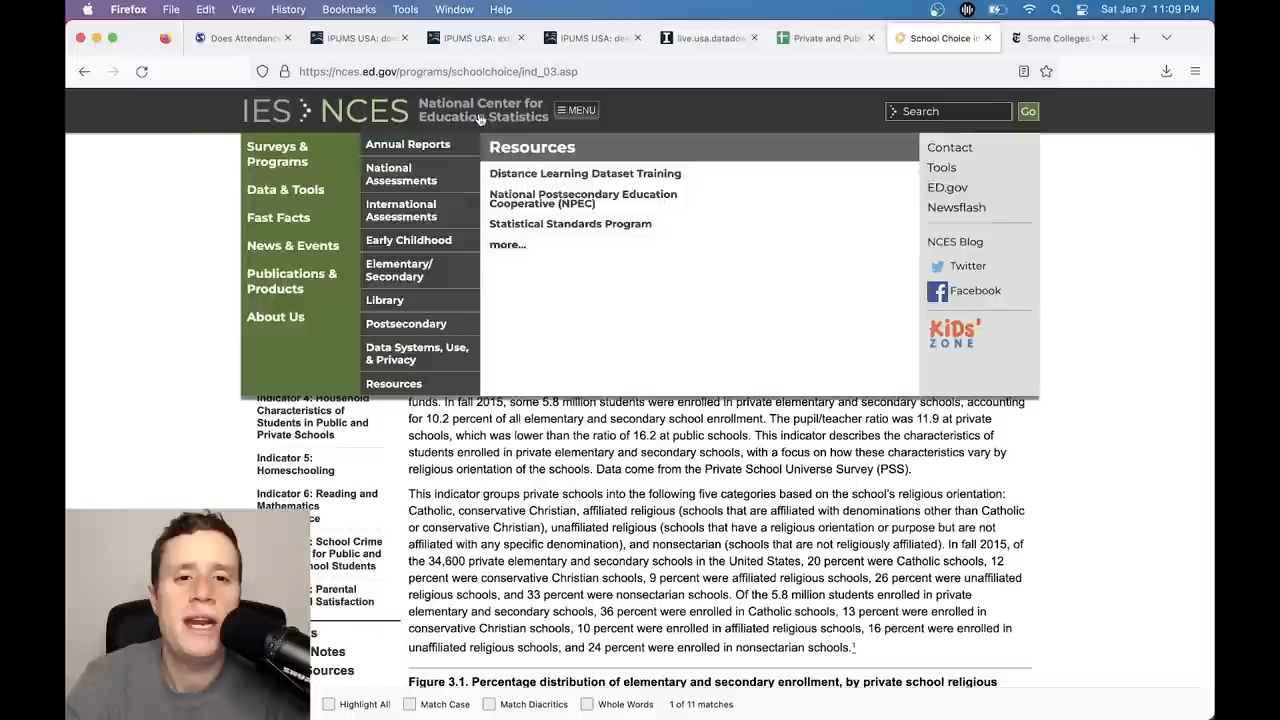 Firefox File Edit View History Bookmarks Tools Window Help Sat Jan 7 11:09 PM
Does Attendanc IPUMS USA: do IPUMS USA: ext IPUMS USA: de live.usa.datadow Private and Pub School Choice in Some Colleges
https://nces.ed.gov/programs/schoolchoice/ind_03.asp
IES NCES National Center for
Education Statistics
MENU
Search
Go
Surveys &
Programs
Data & Tools
Fast Facts
News & Events
Publications &
Products
About Us
Annual Reports
National
Assessments
International
Assessments
Early Childhood
Elementary/
Secondary
Library
Postsecondary
Data Systems, Use,
& Privacy
Resources
Resources
Distance Learning Dataset Training
National Postsecondary Education
Cooperative (NPEC)
Statistical Standards Program
more...
Contact
Tools
ED.gov
Newsflash
NCES Blog
Twitter
Facebook
KiDS'
ZONE
Indicator 4: Household
Characteristics of
Students in Public and
Private Schools
Indicator 5:
Homeschooling
Indicator 6: Reading and
Mathematics
ce
: School Crime
for Public and
ool Students
: Parental
l Satisfaction
s
Notes
ources
funds. In fall 2015, some 5.8 million students were enrolled in private elementary and secondary schools, accounting
for 10.2 percent of all elementary and secondary school enrollment. The pupil/teacher ratio was 11.9 at private
schools, which was lower than the ratio of 16.2 at public schools. This indicator describes the characteristics of
students enrolled in private elementary and secondary schools, with a focus on how these characteristics vary by
religious orientation of the schools. Data come from the Private School Universe Survey (PSS).
This indicator groups private schools into the following five categories based on the school's religious orientation:
Catholic, conservative Christian, affiliated religious (schools that are affiliated with denominations other than Catholic
or conservative Christian), unaffiliated religious (schools that have a religious orientation or purpose but are not
affiliated with any specific denomination), and nonsectarian (schools that are not religiously affiliated). In fall 2015, of
the 34,600 private elementary and secondary schools in the United States, 20 percent were Catholic schools, 12
percent were conservative Christian schools, 9 percent were affiliated religious schools, 26 percent were unaffiliated
religious schools, and 33 percent were nonsectarian schools. Of the 5.8 million students enrolled in private
elementary and secondary schools, 36 percent were enrolled in Catholic schools, 13 percent were enrolled in
conservative Christian schools, 10 percent were enrolled in affiliated religious schools, 16 percent were enrolled in
unaffiliated religious schools, and 24 percent were enrolled in nonsectarian schools.1
Figure 3.1. Percentage distribution of elementary and secondary enrollment, by private school religious
Highlight All Match Case Match Diacritics Whole Words 1 of 11 matches